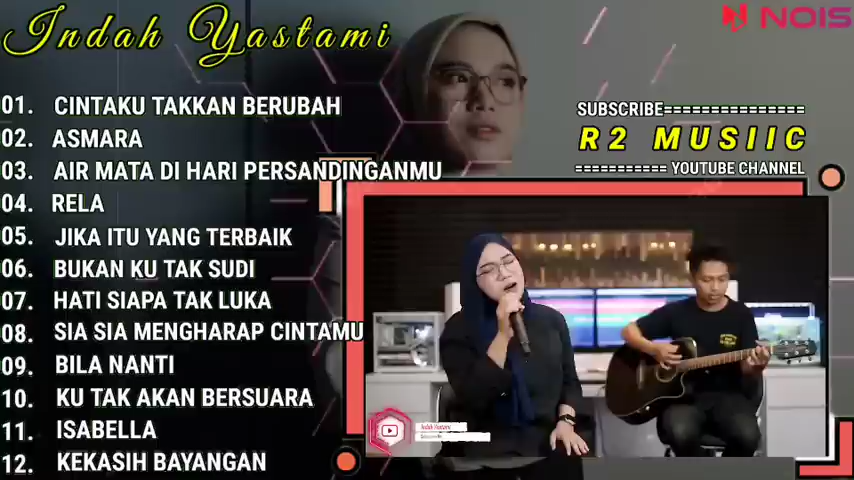 Indah Yastami
NOIS
01. CINTAKU TAKKAN BERUBAH
02. ASMARA
03. AIR MATA DI HARI PERSANDINGANMU
04. RELA
05. JIKA ITU YANG TERBAIK
06. BUKAN KU TAK SUDI
07. HATI SIAPA TAK LUKA
08. SIA SIA MENGHARAP CINTAMU
09. BILA NANTI
10. KU TAK AKAN BERSUARA
11. ISABELLA
12. KEKASIH BAYANGAN
SUBSCRIBE===============
R2 MUSIIC
=========== YOUTUBE CHANNEL